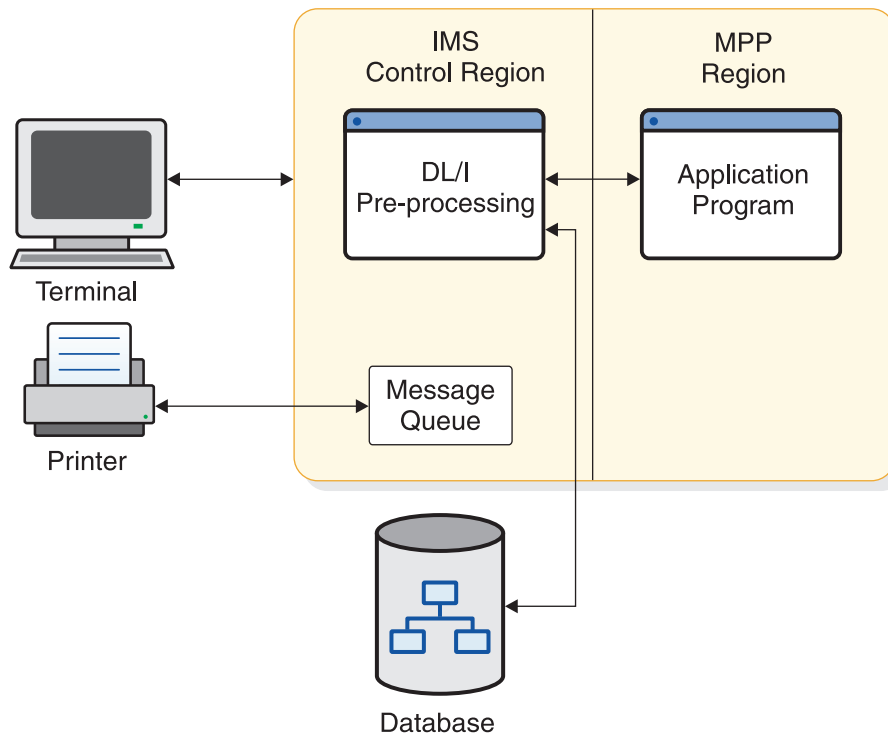 IMS
Control Region
MPP
Region
DL/I
Pre-processing
Application
Program
Terminal
Message
Queue
Printer
Database